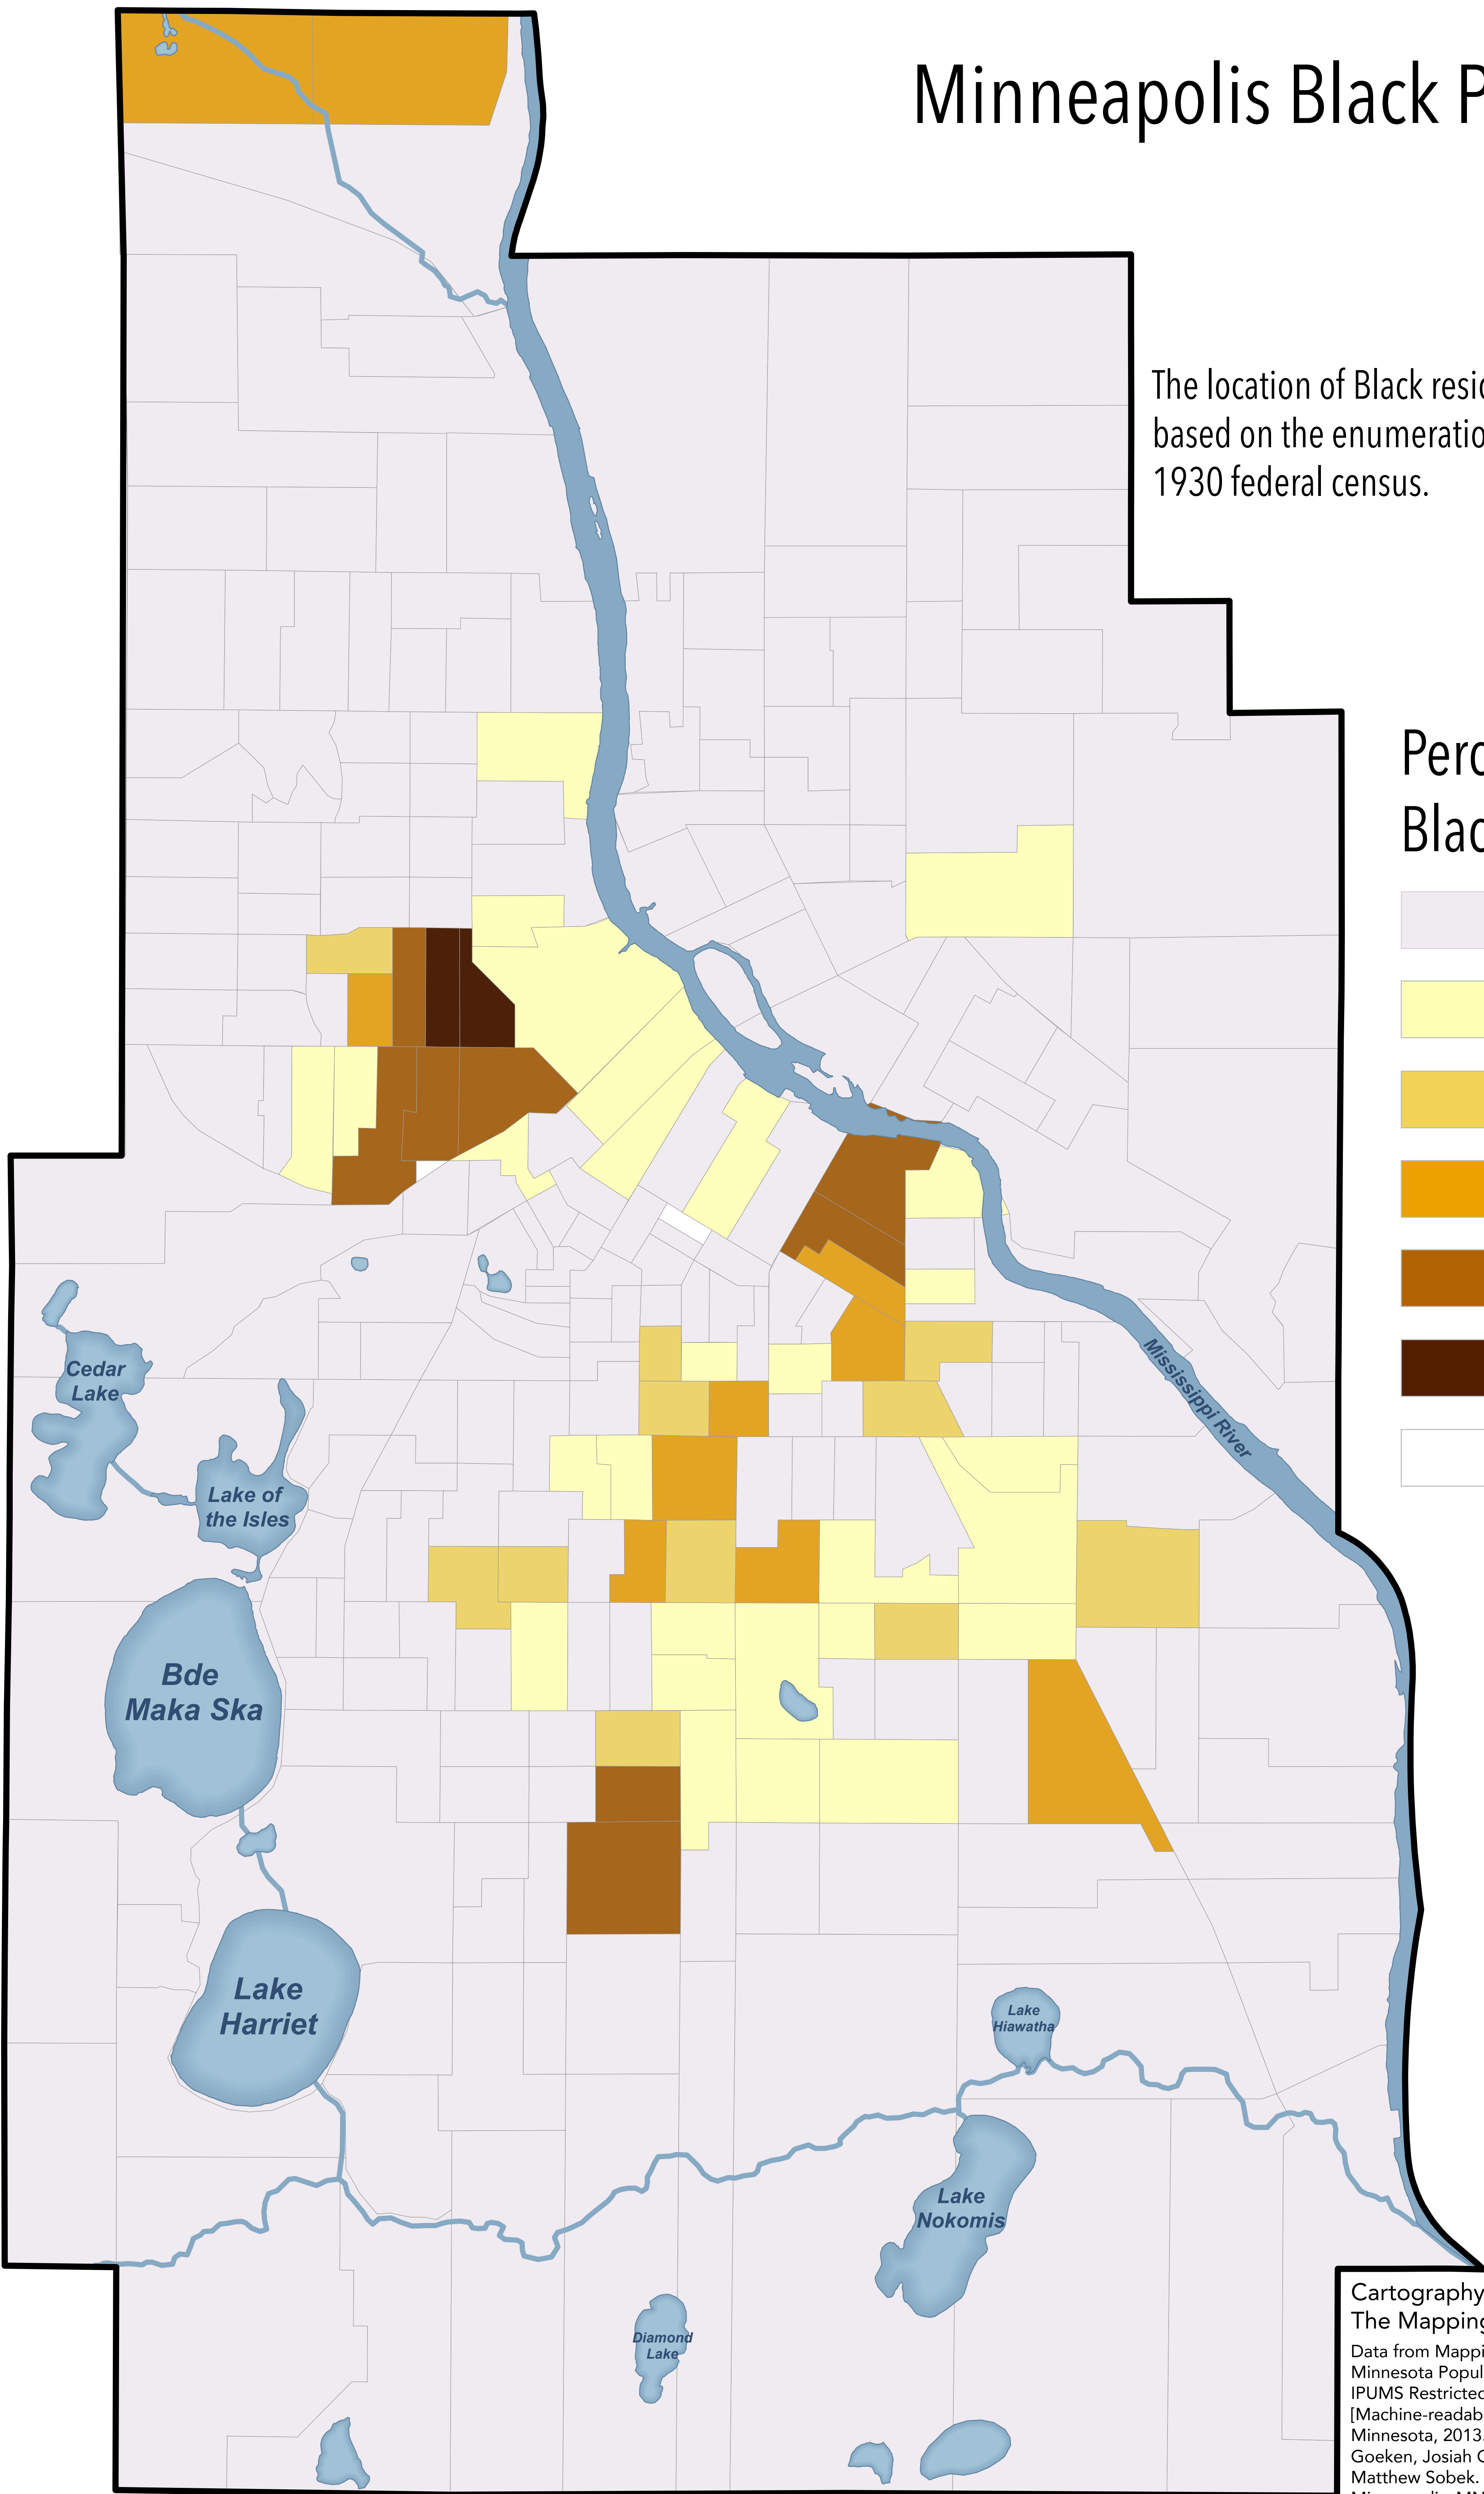 Minneapolis Black P
The location of Black resid
based on the enumeratio
1930 federal census.
Perc
Blac
Mississippi River
Cedar
Lake
Lake of
the Isles
Bde
Maka Ska
Lake
Harriet
Lake
Hiawatha
Lake
Nokomis
Diamond
Lake
Cartography
The Mapping
Data from Mappi
Minnesota Popul
IPUMS Restricted
[Machine-readab
Minnesota, 2013.
Goeken, Josiah G
Matthew Sobek.